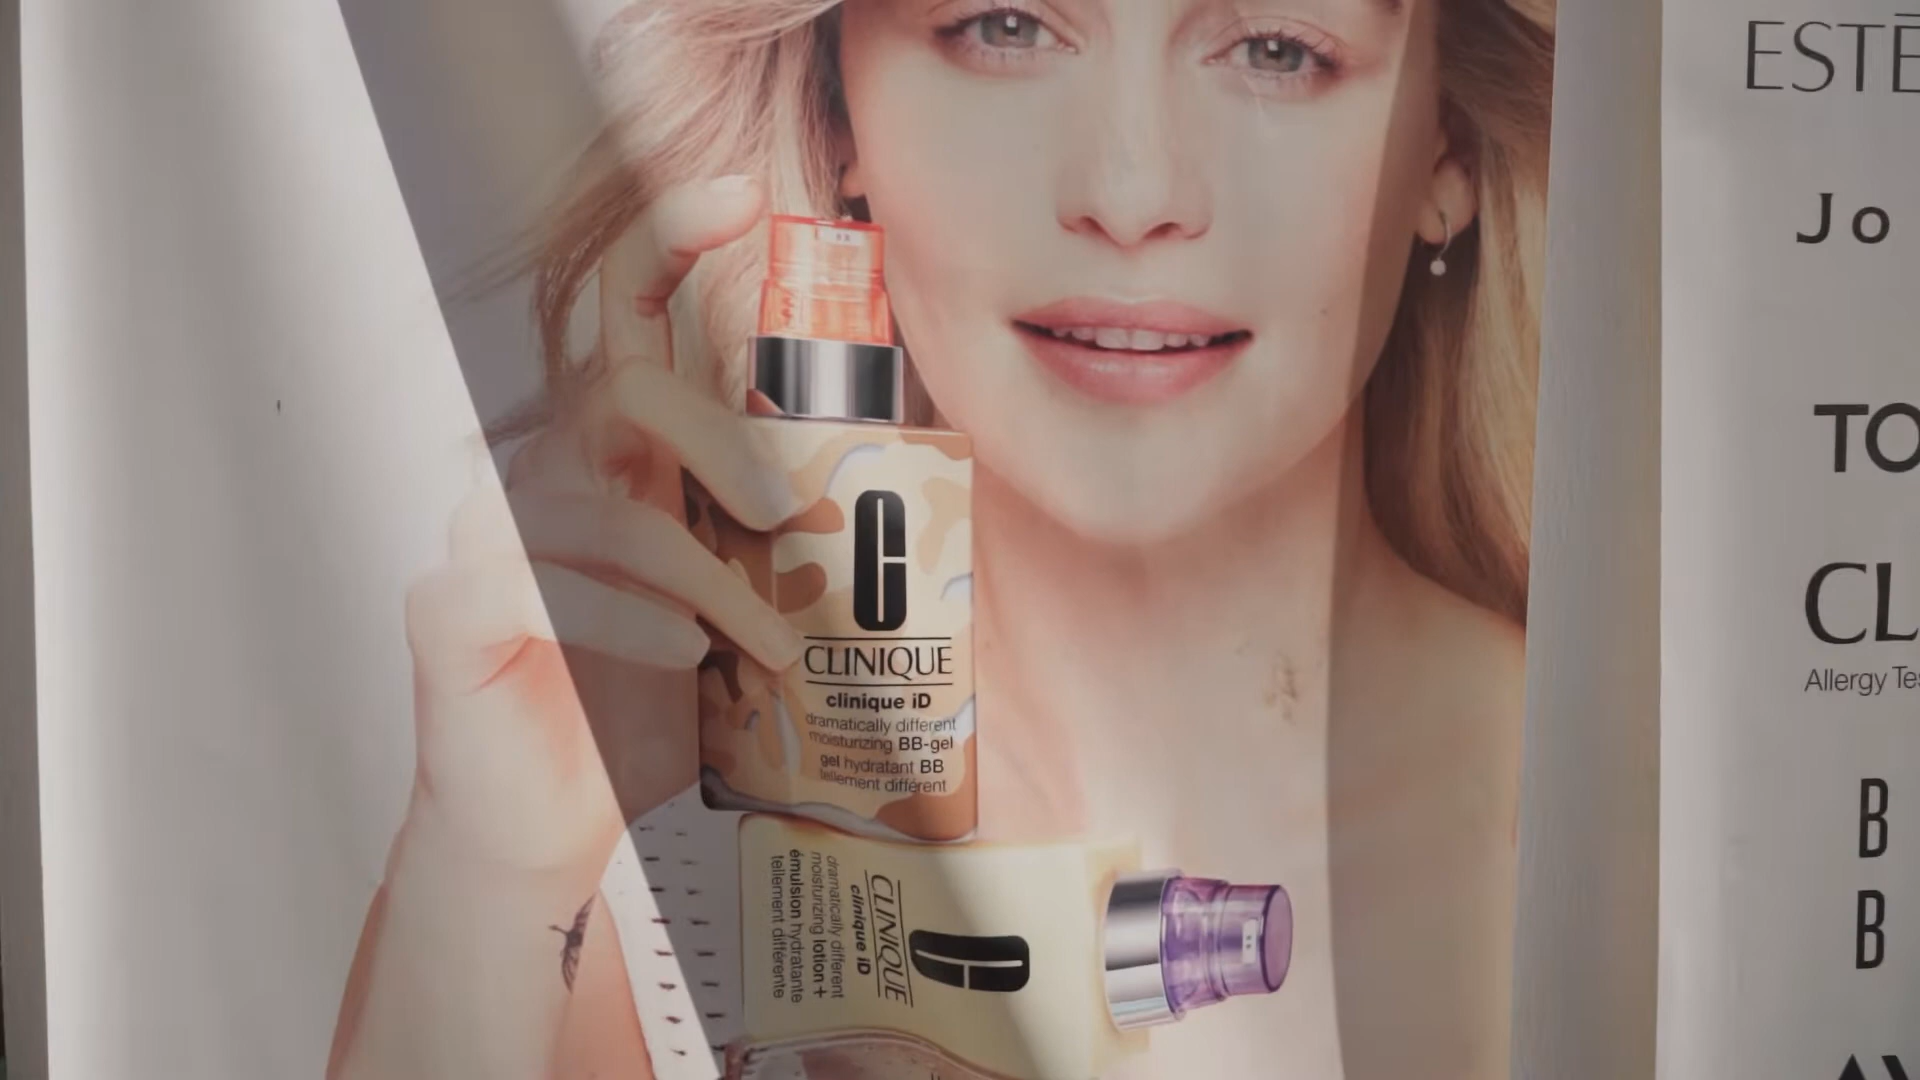 C
CLINIQUE
clinique iD
dramatically different
moisturizing BB-gel
gel hydratant BB
tellement différent
C
CLINIQUE
clinique iD
dramatically different
moisturizing lotion +
émulsion hydratante
tellement différente
ESTĒ
Jo
TO
CL
Allergy Tes
B
B
AV